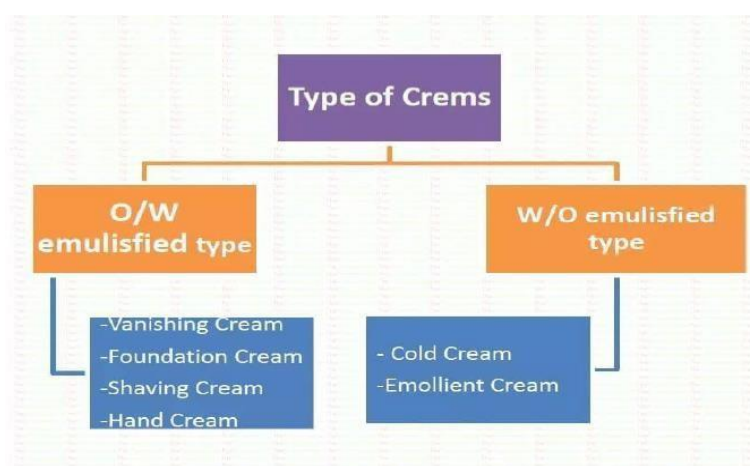 Type of Crems
O/W
emulisfied type
W/O emulisfied
type
-Vanishing Cream
-Foundation Cream
-Shaving Cream
-Hand Cream
- Cold Cream
-Emollient Cream